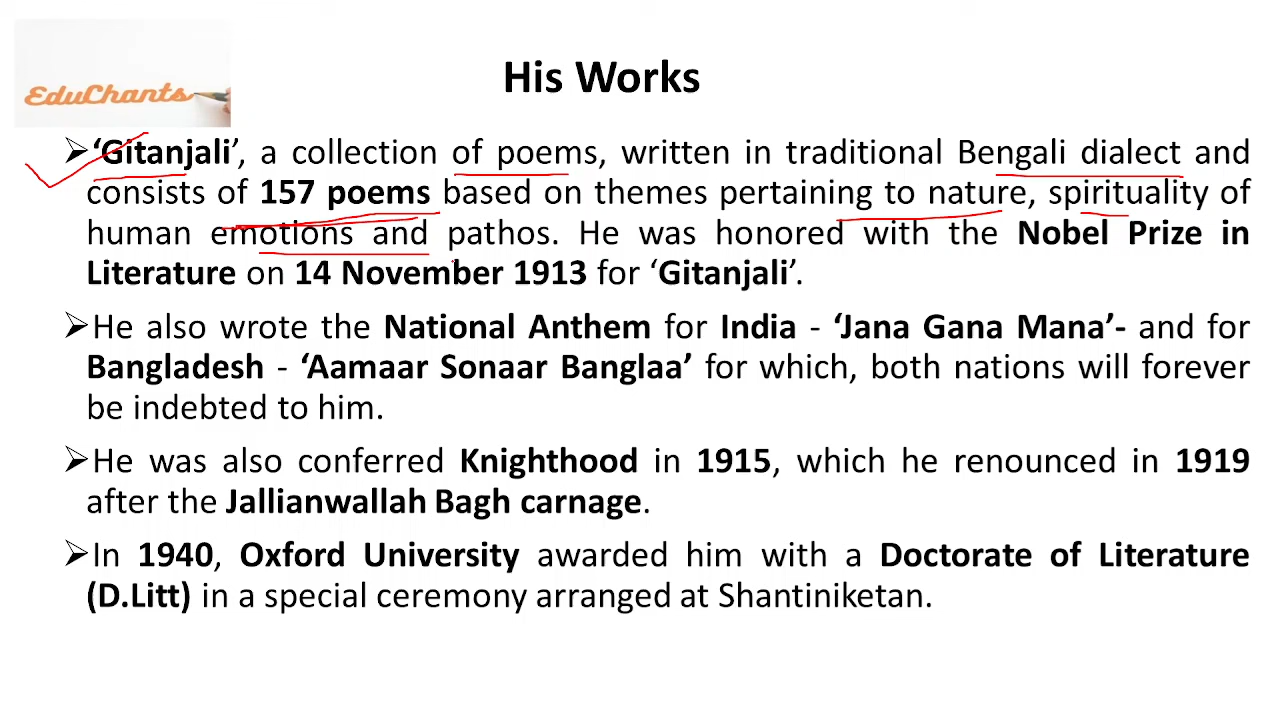 EduChants
His Works
➢‘Gitanjali’, a collection of poems, written in traditional Bengali dialect and
consists of 157 poems based on themes pertaining to nature, spirituality of
human emotions and pathos. He was honored with the Nobel Prize in
Literature on 14 November 1913 for ‘Gitanjali’.
➢He also wrote the National Anthem for India - ‘Jana Gana Mana’- and for
Bangladesh - ‘Aamaar Sonaar Banglaa’ for which, both nations will forever
be indebted to him.
➢He was also conferred Knighthood in 1915, which he renounced in 1919
after the Jallianwallah Bagh carnage.
➢In 1940, Oxford University awarded him with a Doctorate of Literature
(D.Litt) in a special ceremony arranged at Shantiniketan.